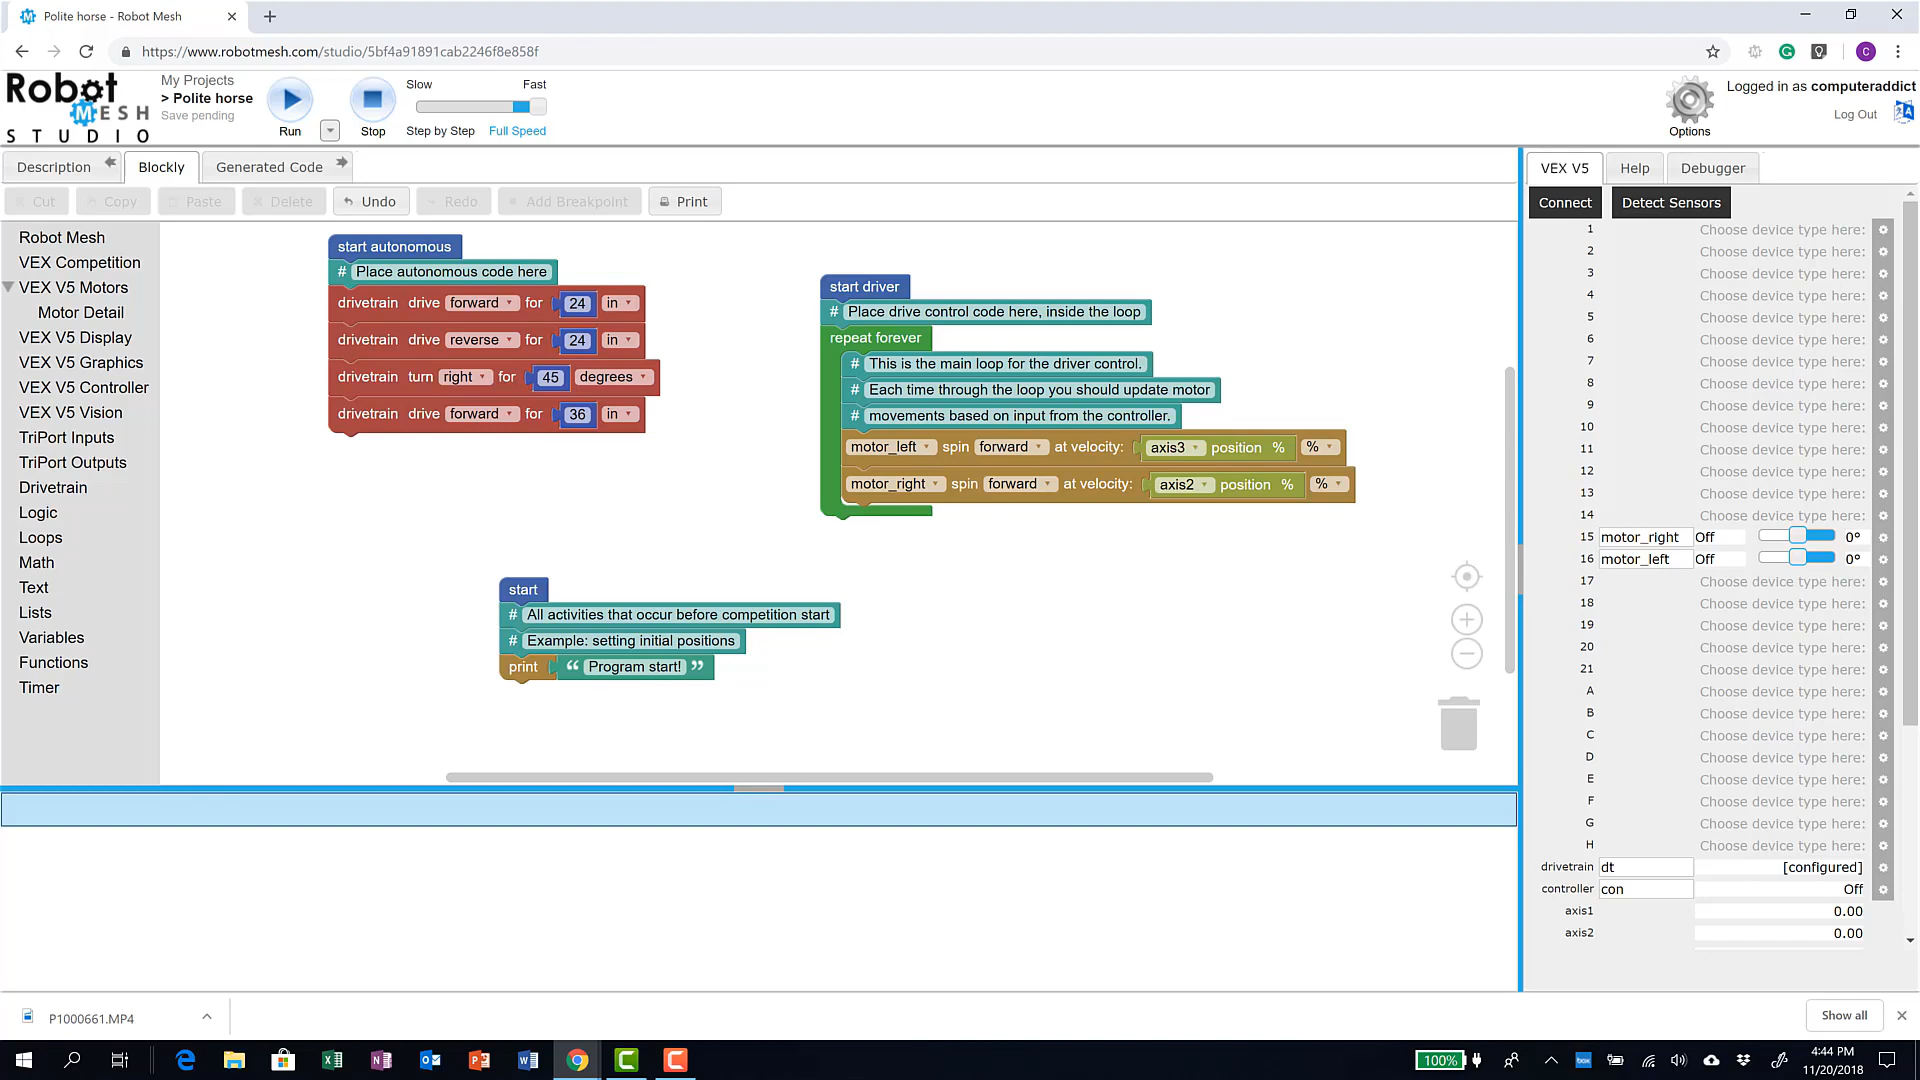 Polite horse - Robot Mesh
https://www.robotmesh.com/studio/5bf4a91891cab2246f8e858f
C
Robot
MESH
STUDIO
My Projects
> Polite horse
Save pending
Run
Stop
Slow Fast
Step by Step Full Speed
Options
Logged in as computeraddict
Log Out
Description Blockly Generated Code
Cut Copy Paste Delete Undo Redo Add Breakpoint Print
Robot Mesh
VEX Competition
VEX V5 Motors
Motor Detail
VEX V5 Display
VEX V5 Graphics
VEX V5 Controller
VEX V5 Vision
TriPort Inputs
TriPort Outputs
Drivetrain
Logic
Loops
Math
Text
Lists
Variables
Functions
Timer
start autonomous
# Place autonomous code here
drivetrain drive forward for 24 in
drivetrain drive reverse for 24 in
drivetrain turn right for 45 degrees
drivetrain drive forward for 36 in
start driver
# Place drive control code here, inside the loop
repeat forever
# This is the main loop for the driver control.
# Each time through the loop you should update motor
# movements based on input from the controller.
motor_left spin forward at velocity: axis3 position % %
motor_right spin forward at velocity: axis2 position % %
start
# All activities that occur before competition start
# Example: setting initial positions
print “ Program start! ”
VEX V5 Help Debugger
Connect Detect Sensors
1 Choose device type here:
2 Choose device type here:
3 Choose device type here:
4 Choose device type here:
5 Choose device type here:
6 Choose device type here:
7 Choose device type here:
8 Choose device type here:
9 Choose device type here:
10 Choose device type here:
11 Choose device type here:
12 Choose device type here:
13 Choose device type here:
14 Choose device type here:
15 motor_right Off 0°
16 motor_left Off 0°
17 Choose device type here:
18 Choose device type here:
19 Choose device type here:
20 Choose device type here:
21 Choose device type here:
A Choose device type here:
B Choose device type here:
C Choose device type here:
D Choose device type here:
E Choose device type here:
F Choose device type here:
G Choose device type here:
H Choose device type here:
drivetrain dt [configured]
controller con Off
axis1 0.00
axis2 0.00
P1000661.MP4
Show all
100%
box
4:44 PM
11/20/2018